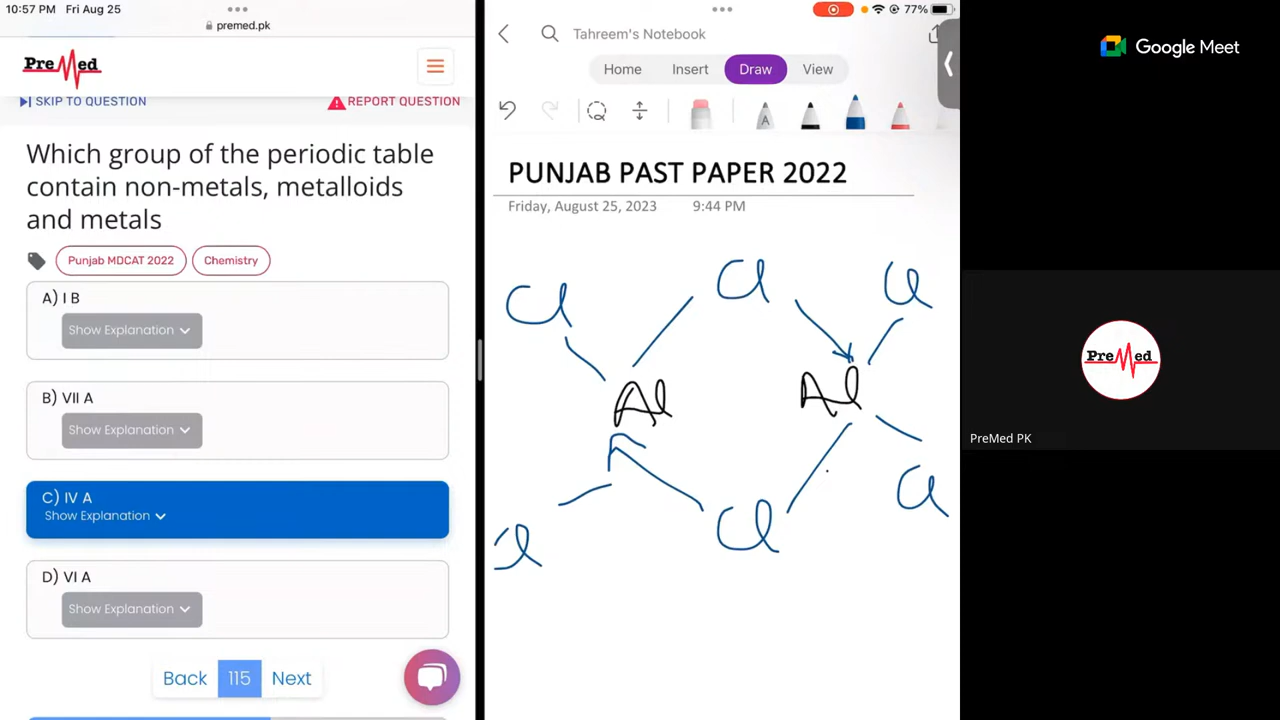 10:57 PM Fri Aug 25
premed.pk
PreMed
SKIP TO QUESTION
REPORT QUESTION
Which group of the periodic table
contain non-metals, metalloids
and metals
Punjab MDCAT 2022
Chemistry
A) I B
Show Explanation
B) VII A
Show Explanation
C) IV A
Show Explanation
D) VI A
Show Explanation
Back 115 Next
77%
Tahreem's Notebook
Home Insert Draw View
A
PUNJAB PAST PAPER 2022
Friday, August 25, 2023 9:44 PM
Cl Cl Cl
Al Al
Cl Cl Cl
Google Meet
PreMed
PreMed PK